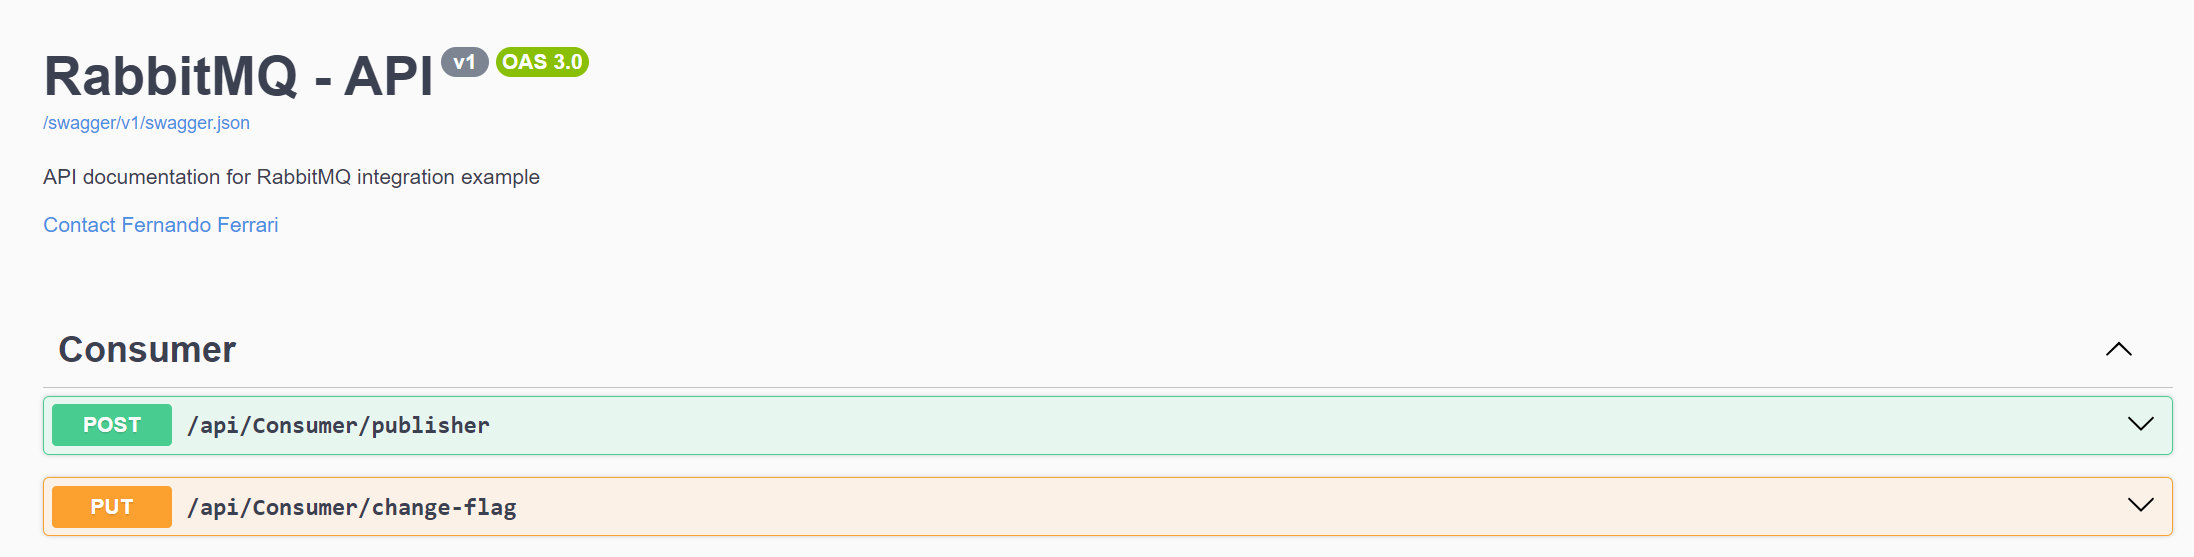 RabbitMQ - API v1 OAS 3.0
/swagger/v1/swagger.json
API documentation for RabbitMQ integration example
Contact Fernando Ferrari
Consumer
POST /api/Consumer/publisher
PUT /api/Consumer/change-flag